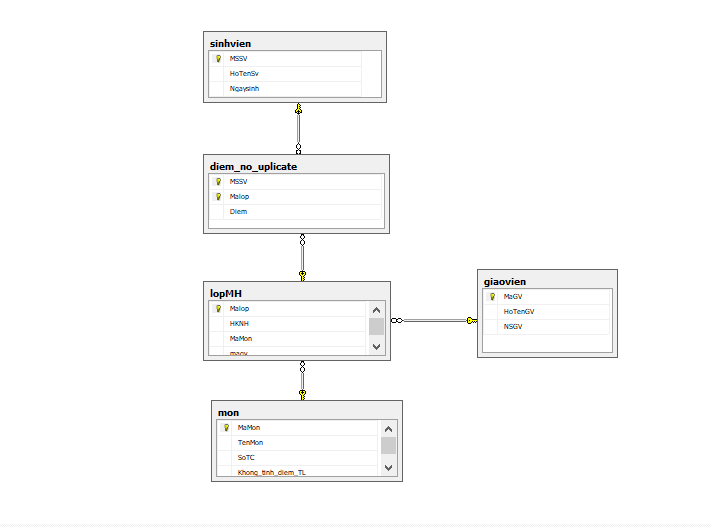 sinhvien
MSSV
HoTenSv
Ngaysinh
diem_no_uplicate
MSSV
Malop
Diem
lopMH
Malop
HKNH
MaMon
magv
giaovien
MaGV
HoTenGV
NSGV
mon
MaMon
TenMon
SoTC
Khong_tinh_diem_TL